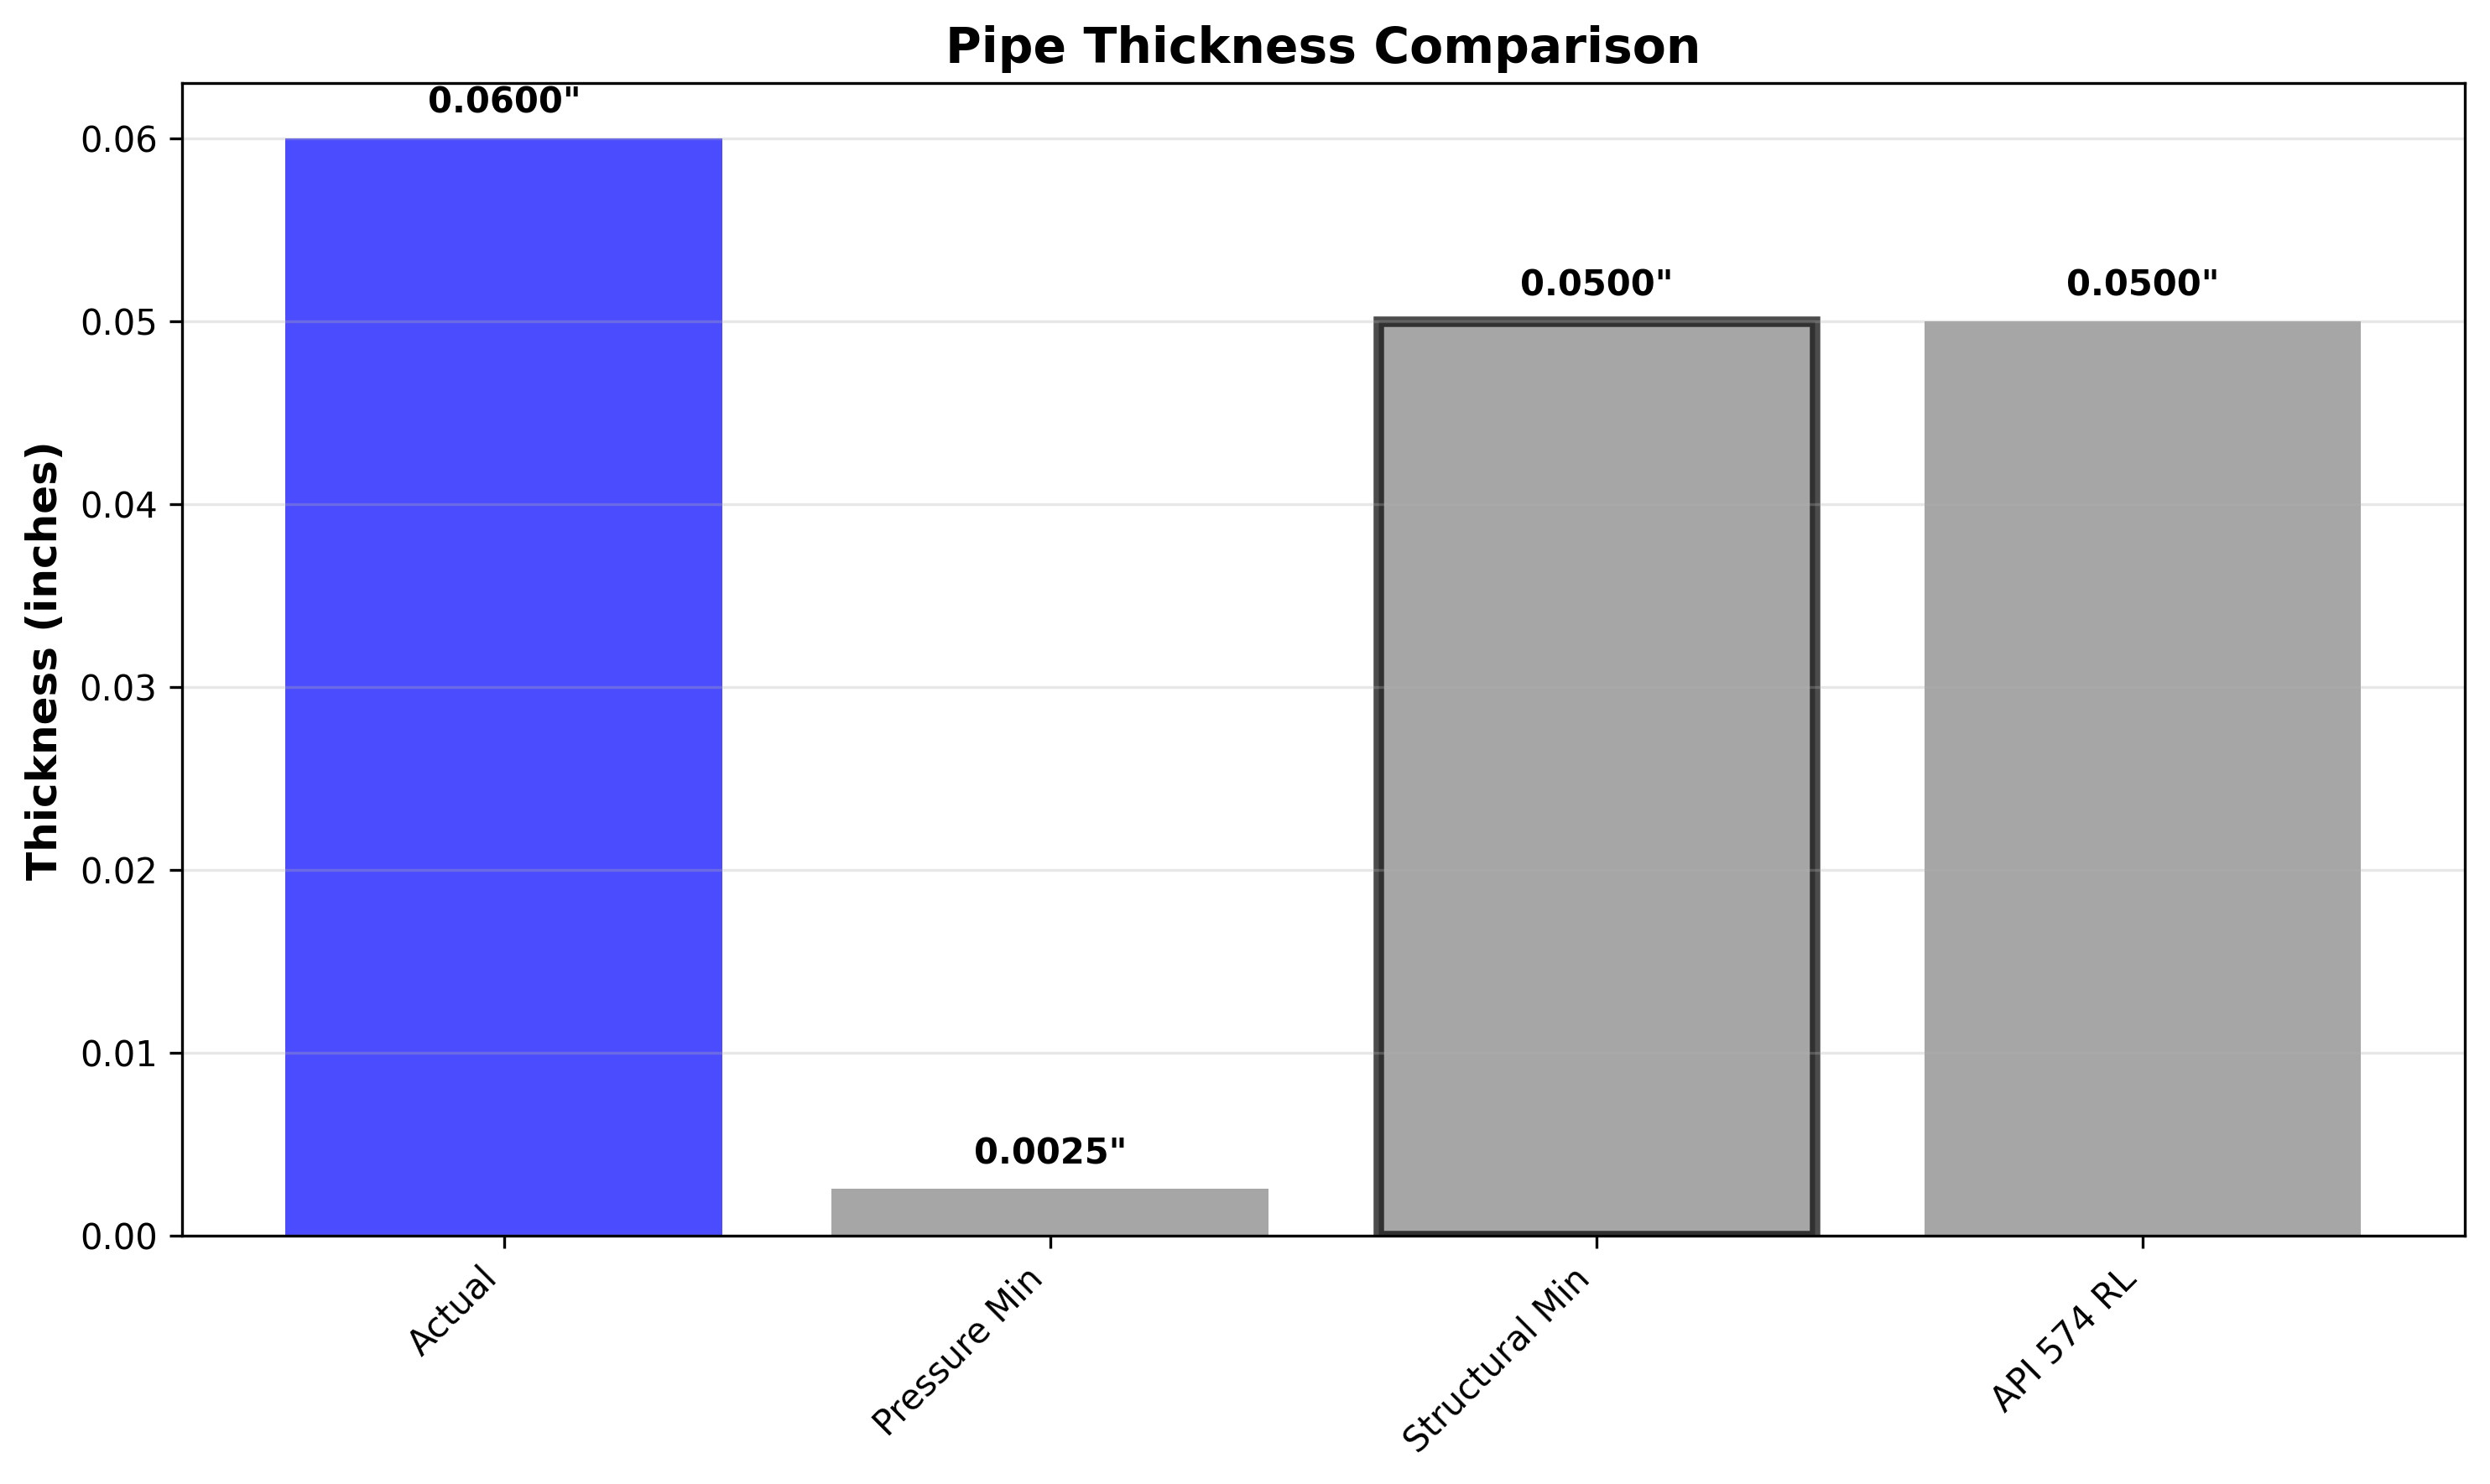 Pipe Thickness Comparison
Thickness (inches)
0.06
0.05
0.04
0.03
0.02
0.01
0.00
0.0600"
0.0025"
0.0500"
0.0500"
Actual
Pressure Min
Structural Min
API 574 RL